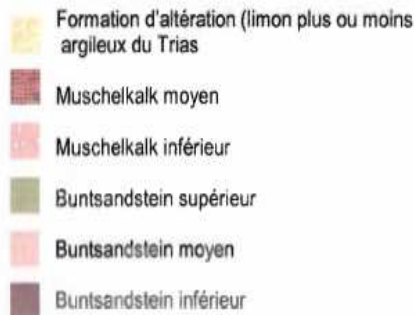 Formation d'altération (limon plus ou moins
argileux du Trias
Muschelkalk moyen
Muschelkalk inférieur
Buntsandstein supérieur
Buntsandstein moyen
Buntsandstein inférieur